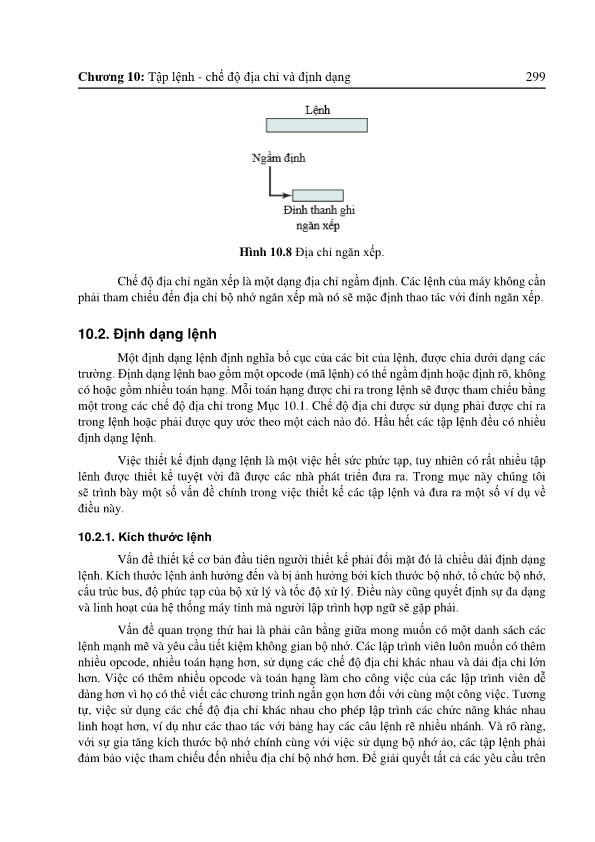 Chương 10: Tập lệnh - chế độ địa chỉ và định dạng 299
Lệnh
Ngầm định
Đỉnh thanh ghi
ngăn xếp
Hình 10.8 Địa chỉ ngăn xếp.
Chế độ địa chỉ ngăn xếp là một dạng địa chỉ ngầm định. Các lệnh của máy không cần
phải tham chiếu đến địa chỉ bộ nhớ ngăn xếp mà nó sẽ mặc định thao tác với đỉnh ngăn xếp.
10.2. Định dạng lệnh
Một định dạng lệnh định nghĩa bố cục của các bit của lệnh, được chia dưới dạng các
trường. Định dạng lệnh bao gồm một opcode (mã lệnh) có thể ngầm định hoặc định rõ, không
có hoặc gồm nhiều toán hạng. Mỗi toán hạng được chỉ ra trong lệnh sẽ được tham chiếu bằng
một trong các chế độ địa chỉ trong Mục 10.1. Chế độ địa chỉ được sử dụng phải được chỉ ra
trong lệnh hoặc phải được quy ước theo một cách nào đó. Hầu hết các tập lệnh đều có nhiều
định dạng lệnh.
Việc thiết kế định dạng lệnh là một việc hết sức phức tạp, tuy nhiên có rất nhiều tập
lênh được thiết kế tuyệt vời đã được các nhà phát triển đưa ra. Trong mục này chúng tôi
sẽ trình bày một số vấn đề chính trong việc thiết kế các tập lệnh và đưa ra một số ví dụ về
điều này.
10.2.1. Kích thước lệnh
Vấn đề thiết kế cơ bản đầu tiên người thiết kế phải đối mặt đó là chiều dài định dạng
lệnh. Kích thước lệnh ảnh hưởng đến và bị ảnh hưởng bởi kích thước bộ nhớ, tổ chức bộ nhớ,
cấu trúc bus, độ phức tạp của bộ xử lý và tốc độ xử lý. Điều này cũng quyết định sự đa dạng
và linh hoạt của hệ thống máy tính mà người lập trình hợp ngữ sẽ gặp phải.
Vấn đề quan trọng thứ hai là phải cân bằng giữa mong muốn có một danh sách các
lệnh mạnh mẽ và yêu cầu tiết kiệm không gian bộ nhớ. Các lập trình viên luôn muốn có thêm
nhiều opcode, nhiều toán hạng hơn, sử dụng các chế độ địa chỉ khác nhau và dải địa chỉ lớn
hơn. Việc có thêm nhiều opcode và toán hạng làm cho công việc của các lập trình viên dễ
dàng hơn vì họ có thể viết các chương trình ngắn gọn hơn đối với cùng một công việc. Tương
tự, việc sử dụng các chế độ địa chỉ khác nhau cho phép lập trình các chức năng khác nhau
linh hoạt hơn, ví dụ như các thao tác với bảng hay các câu lệnh rẽ nhiều nhánh. Và rõ ràng,
với sự gia tăng kích thước bộ nhớ chính cùng với việc sử dụng bộ nhớ ảo, các tập lệnh phải
đảm bảo việc tham chiếu đến nhiều địa chỉ bộ nhớ hơn. Để giải quyết tất cả các yêu cầu trên